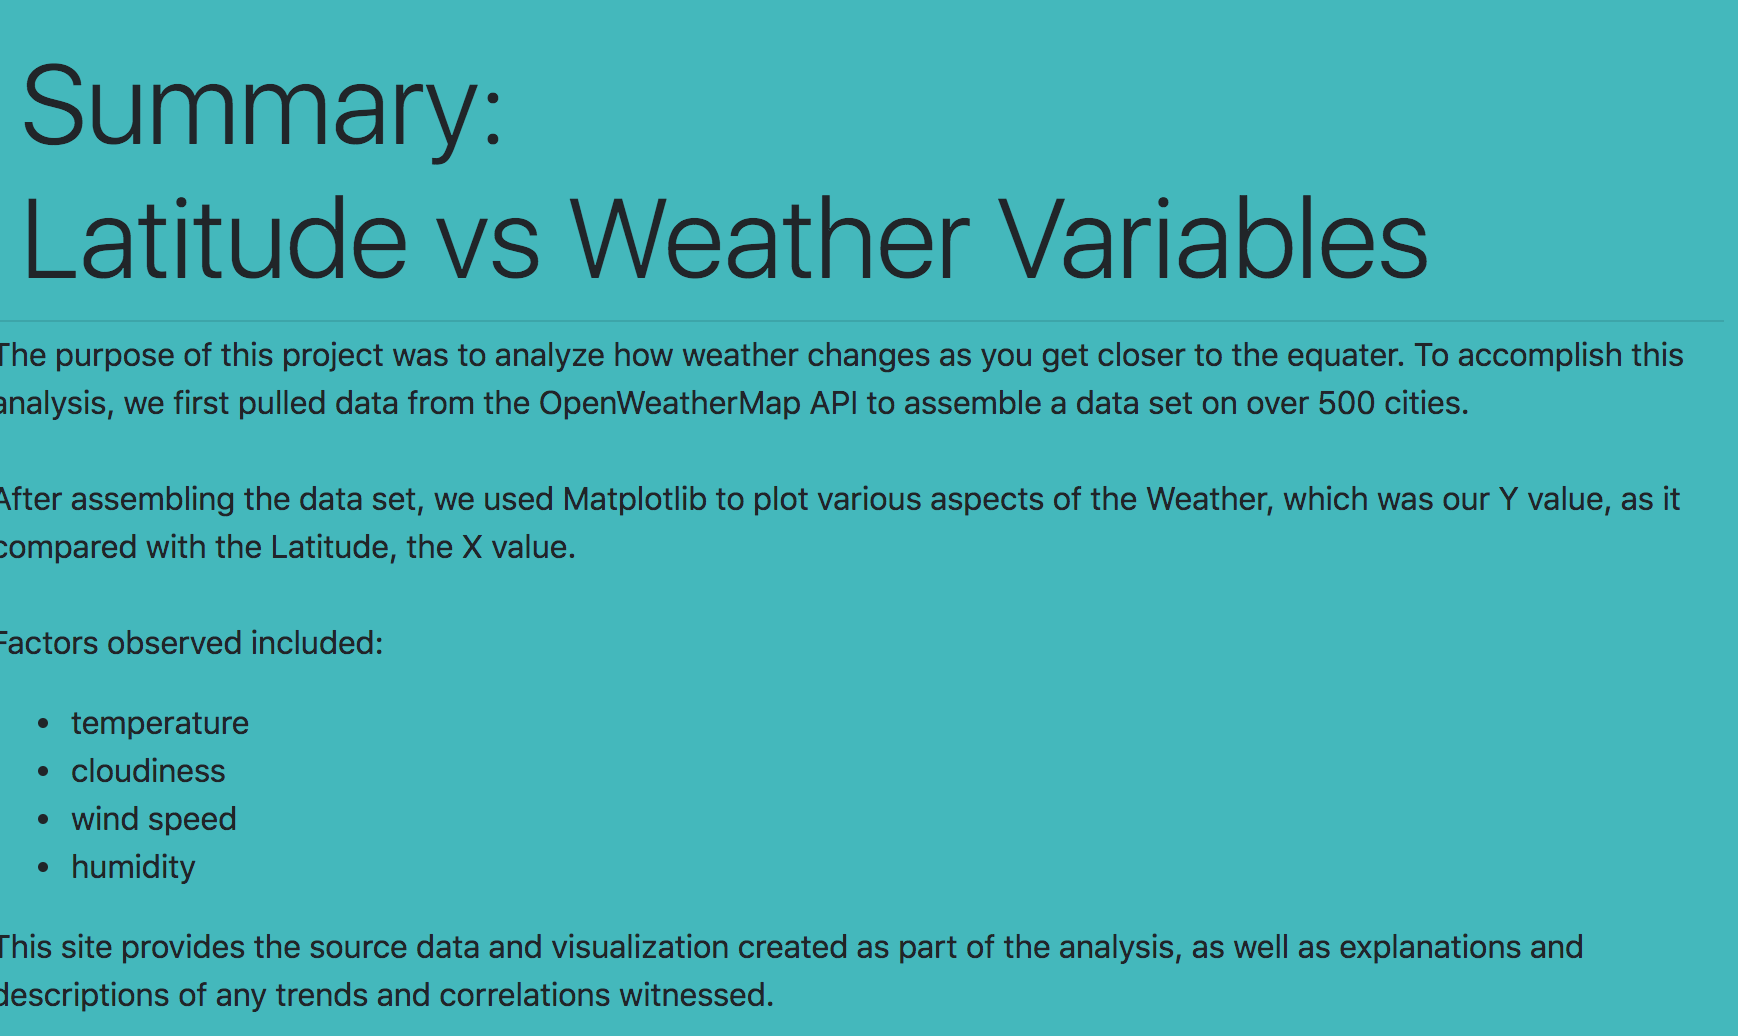 Summary:
Latitude vs Weather Variables
The purpose of this project was to analyze how weather changes as you get closer to the equater. To accomplish this
analysis, we first pulled data from the OpenWeatherMap API to assemble a data set on over 500 cities.
After assembling the data set, we used Matplotlib to plot various aspects of the Weather, which was our Y value, as it
compared with the Latitude, the X value.
Factors observed included:
• temperature
• cloudiness
• wind speed
• humidity
This site provides the source data and visualization created as part of the analysis, as well as explanations and
descriptions of any trends and correlations witnessed.